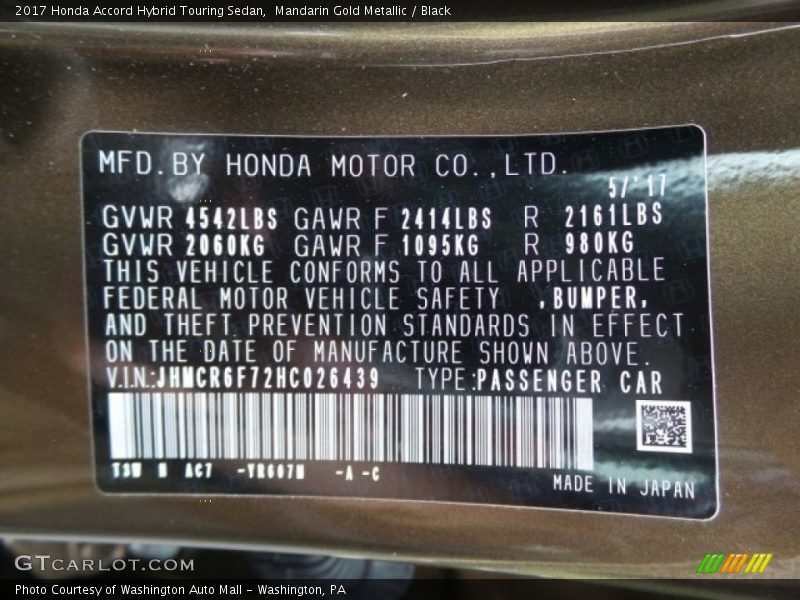 2017 Honda Accord Hybrid Touring Sedan,  Mandarin Gold Metallic / Black
MFD. BY HONDA MOTOR CO.,LTD.
5/'17
GVWR 4542LBS GAWR F 2414LBS R 2161LBS
GVWR 2060KG GAWR F 1095KG R 980KG
THIS VEHICLE CONFORMS TO ALL APPLICABLE
FEDERAL MOTOR VEHICLE SAFETY ,BUMPER,
AND THEFT PREVENTION STANDARDS IN EFFECT
ON THE DATE OF MANUFACTURE SHOWN ABOVE.
V.IN.:JHMCR6F72HC026439 TYPE:PASSENGER CAR
AC7 -YR607M -A -C
MADE IN JAPAN
GTCARLOT.COM
Photo Courtesy of Washington Auto Mall - Washington, PA